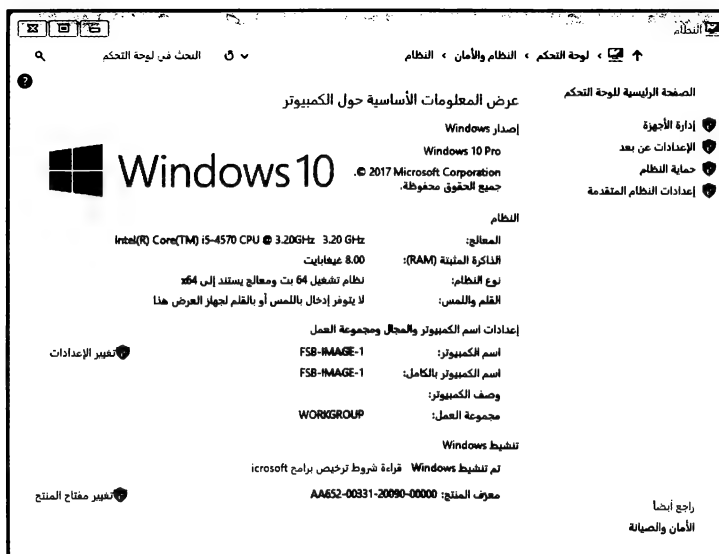 النظام
لوحة التحكم › النظام والأمان › النظام
البحث في لوحة التحكم
الصفحة الرئيسية للوحة التحكم
إدارة الأجهزة
الإعدادات عن بعد
حماية النظام
إعدادات النظام المتقدمة
عرض المعلومات الأساسية حول الكمبيوتر
إصدار Windows
Windows 10 Pro
© 2017 Microsoft Corporation.
جميع الحقوق محفوظة.
Windows 10
النظام
المعالج: Intel(R) Core(TM) i5-4570 CPU @ 3.20GHz 3.20 GHz
الذاكرة المثبتة (RAM): 8.00 غيغابايت
نوع النظام: نظام تشغيل 64 بت ومعالج يستند إلى x64
القلم واللمس: لا يتوفر إدخال باللمس أو بالقلم لجهاز العرض هذا
إعدادات اسم الكمبيوتر والمجال ومجموعة العمل
اسم الكمبيوتر: FSB-IMAGE-1
تغيير الإعدادات
اسم الكمبيوتر بالكامل: FSB-IMAGE-1
وصف الكمبيوتر:
مجموعة العمل: WORKGROUP
تنشيط Windows
تم تنشيط Windows قراءة شروط ترخيص برامج icrosoft
معرف المنتج: AA652-00331-20090-00000
تغيير مفتاح المنتج
راجع أيضاً
الأمان والصيانة